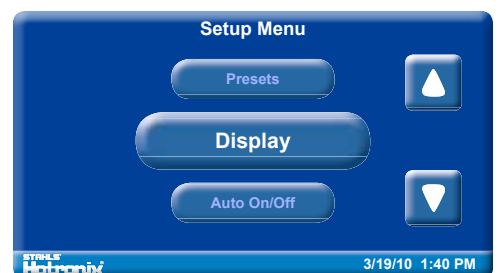 Setup Menu
Presets
Display
Auto On/Off
STAHLS'
Hotronix
3/19/10 1:40 PM